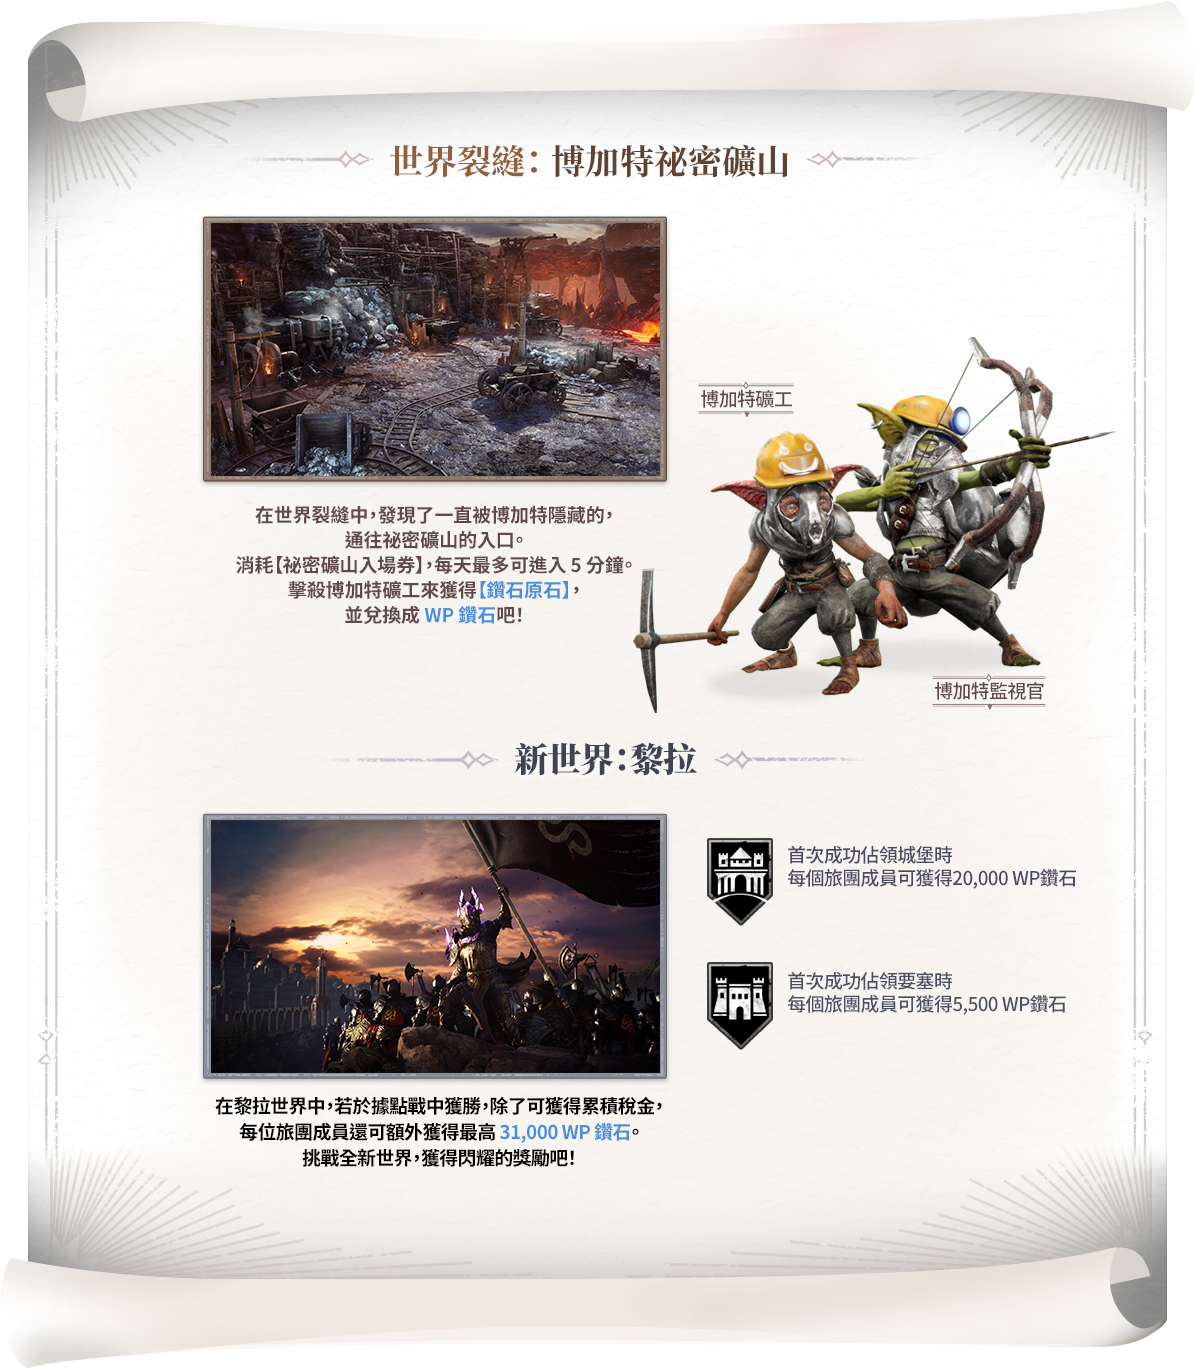 世界裂縫：博加特祕密礦山
博加特礦工
在世界裂縫中，發現了一直被博加特隱藏的，
通往祕密礦山的入口。
消耗【祕密礦山入場券】，每天最多可進入 5 分鐘。
擊殺博加特礦工來獲得【鑽石原石】，
並兌換成 WP 鑽石吧！
博加特監視官
新世界：黎拉
首次成功佔領城堡時
每個旅團成員可獲得20,000 WP鑽石
首次成功佔領要塞時
每個旅團成員可獲得5,500 WP鑽石
在黎拉世界中，若於據點戰中獲勝，除了可獲得累積稅金，
每位旅團成員還可額外獲得最高 31,000 WP 鑽石。
挑戰全新世界，獲得閃耀的獎勵吧！